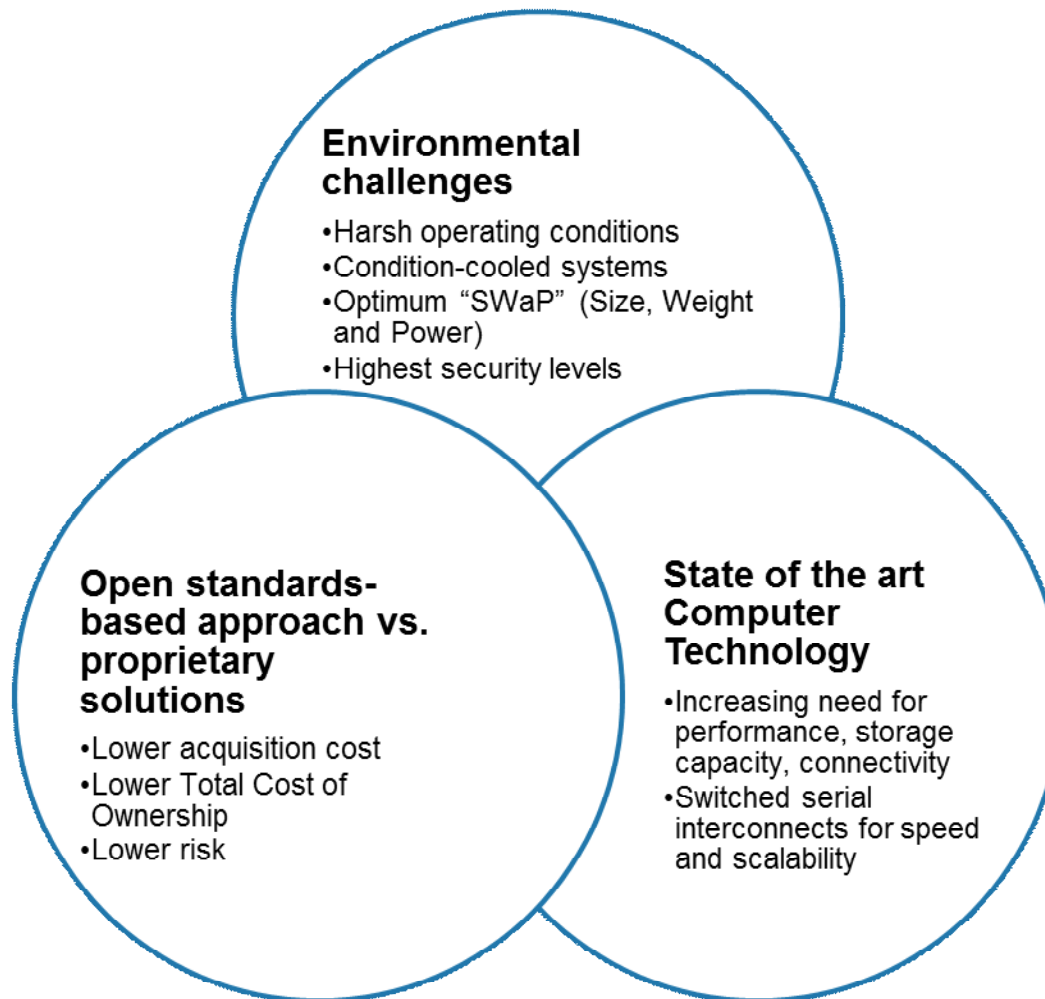 Environmental
challenges
•Harsh operating conditions
•Condition-cooled systems
•Optimum “SWaP” (Size, Weight
and Power)
•Highest security levels
Open standards-
based approach vs.
proprietary
solutions
•Lower acquisition cost
•Lower Total Cost of
Ownership
•Lower risk
State of the art
Computer
Technology
•Increasing need for
performance, storage
capacity, connectivity
•Switched serial
interconnects for speed
and scalability